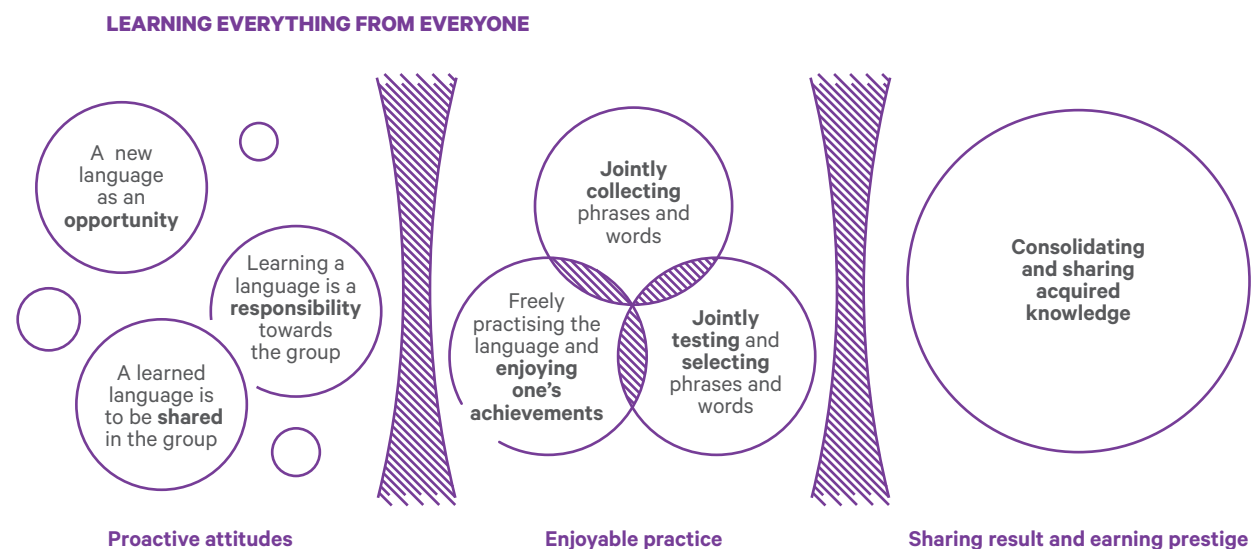 LEARNING EVERYTHING FROM EVERYONE
A new
language
as an
opportunity
Learning a
language is a
responsibility
towards
the group
A learned
language is
to be shared
in the group
Proactive attitudes
Jointly
collecting
phrases and
words
Freely
practising the
language and
enjoying
one's
achievements
Jointly
testing and
selecting
phrases and
words
Enjoyable practice
Consolidating
and sharing
acquired
knowledge
Sharing result and earning prestige